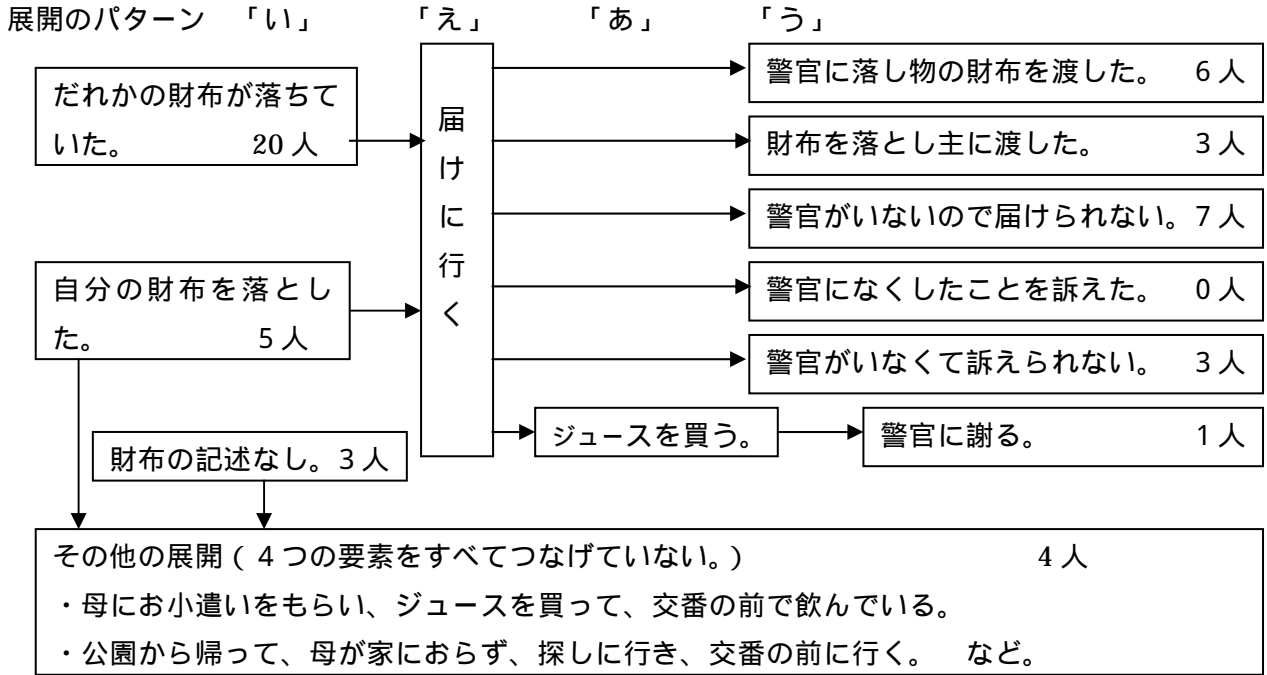 展開のパターン 「い」 「え」 「あ」 「う」
だれかの財布が落ちて
いた。 20人
自分の財布を落とし
た。 5人
財布の記述なし。3人
届けに行く
警官に落し物の財布を渡した。 6人
財布を落とし主に渡した。 3人
警官がいないので届けられない。7人
警官になくしたことを訴えた。 0人
警官がいなくて訴えられない。 3人
ジュースを買う。
警官に謝る。 1人
その他の展開(4つの要素をすべてつなげていない。) 4人
・母にお小遣いをもらい、ジュースを買って、交番の前で飲んでいる。
・公園から帰って、母が家におらず、探しに行き、交番の前に行く。 など。